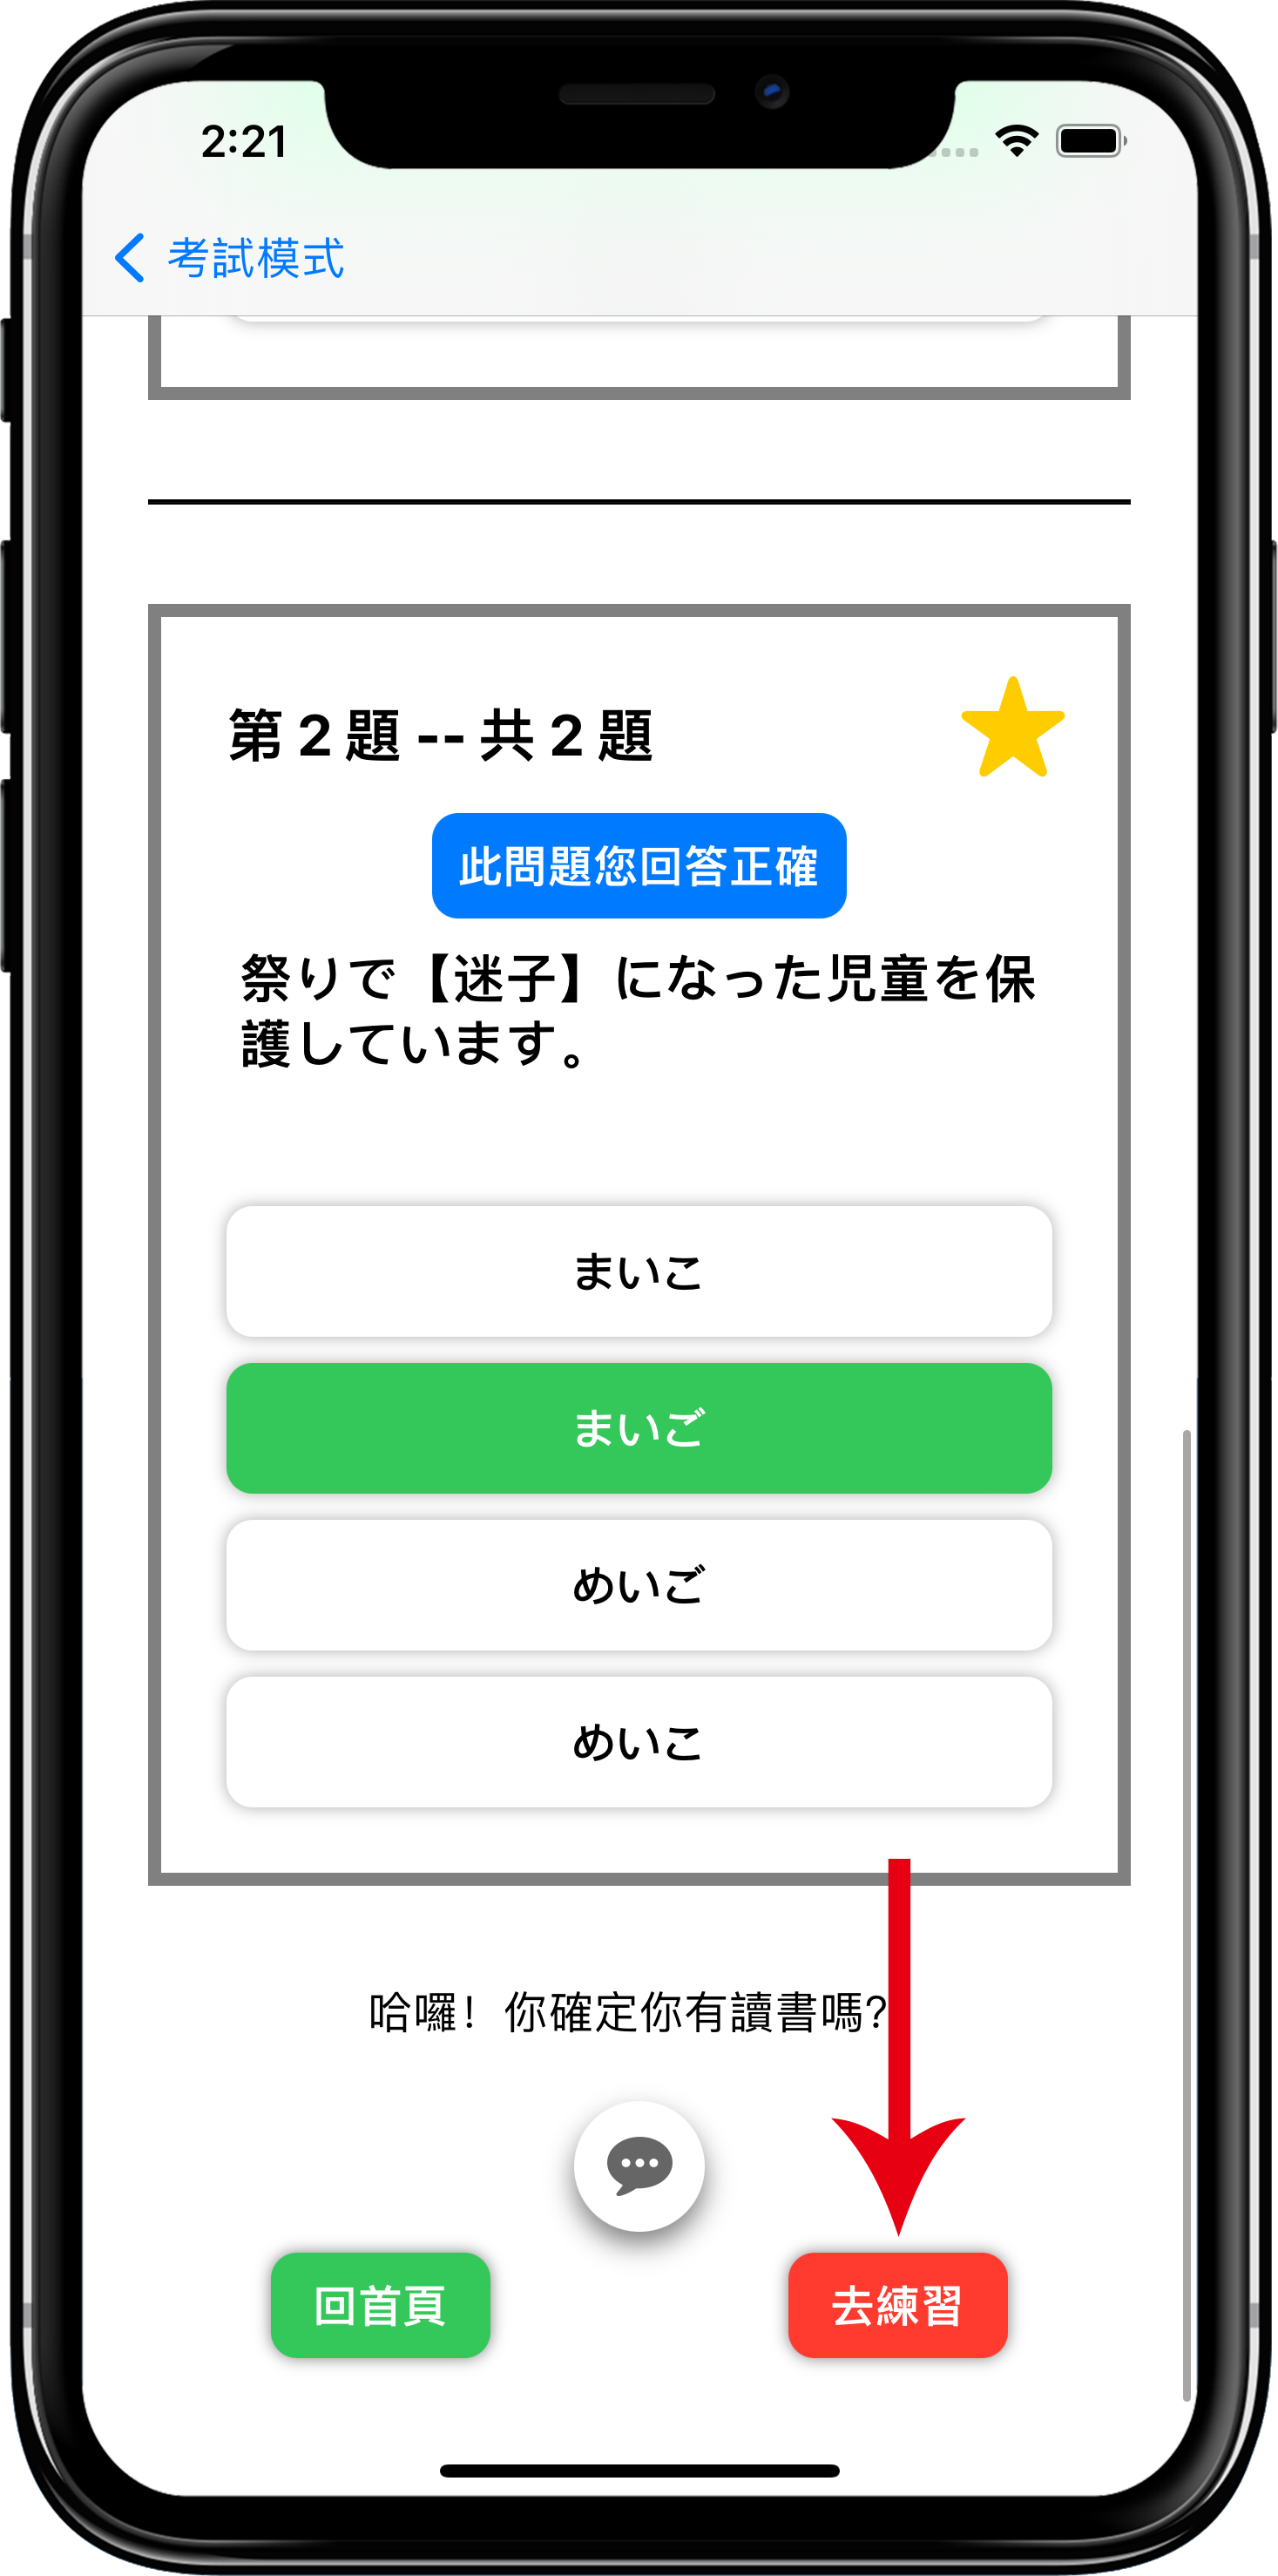 2:21
考試模式
第 2 題 -- 共 2 題
此問題您回答正確
祭りで【迷子】になった児童を保
護しています。
まいこ
まいご
めいご
めいこ
哈囉！你確定你有讀書嗎?
回首頁
去練習